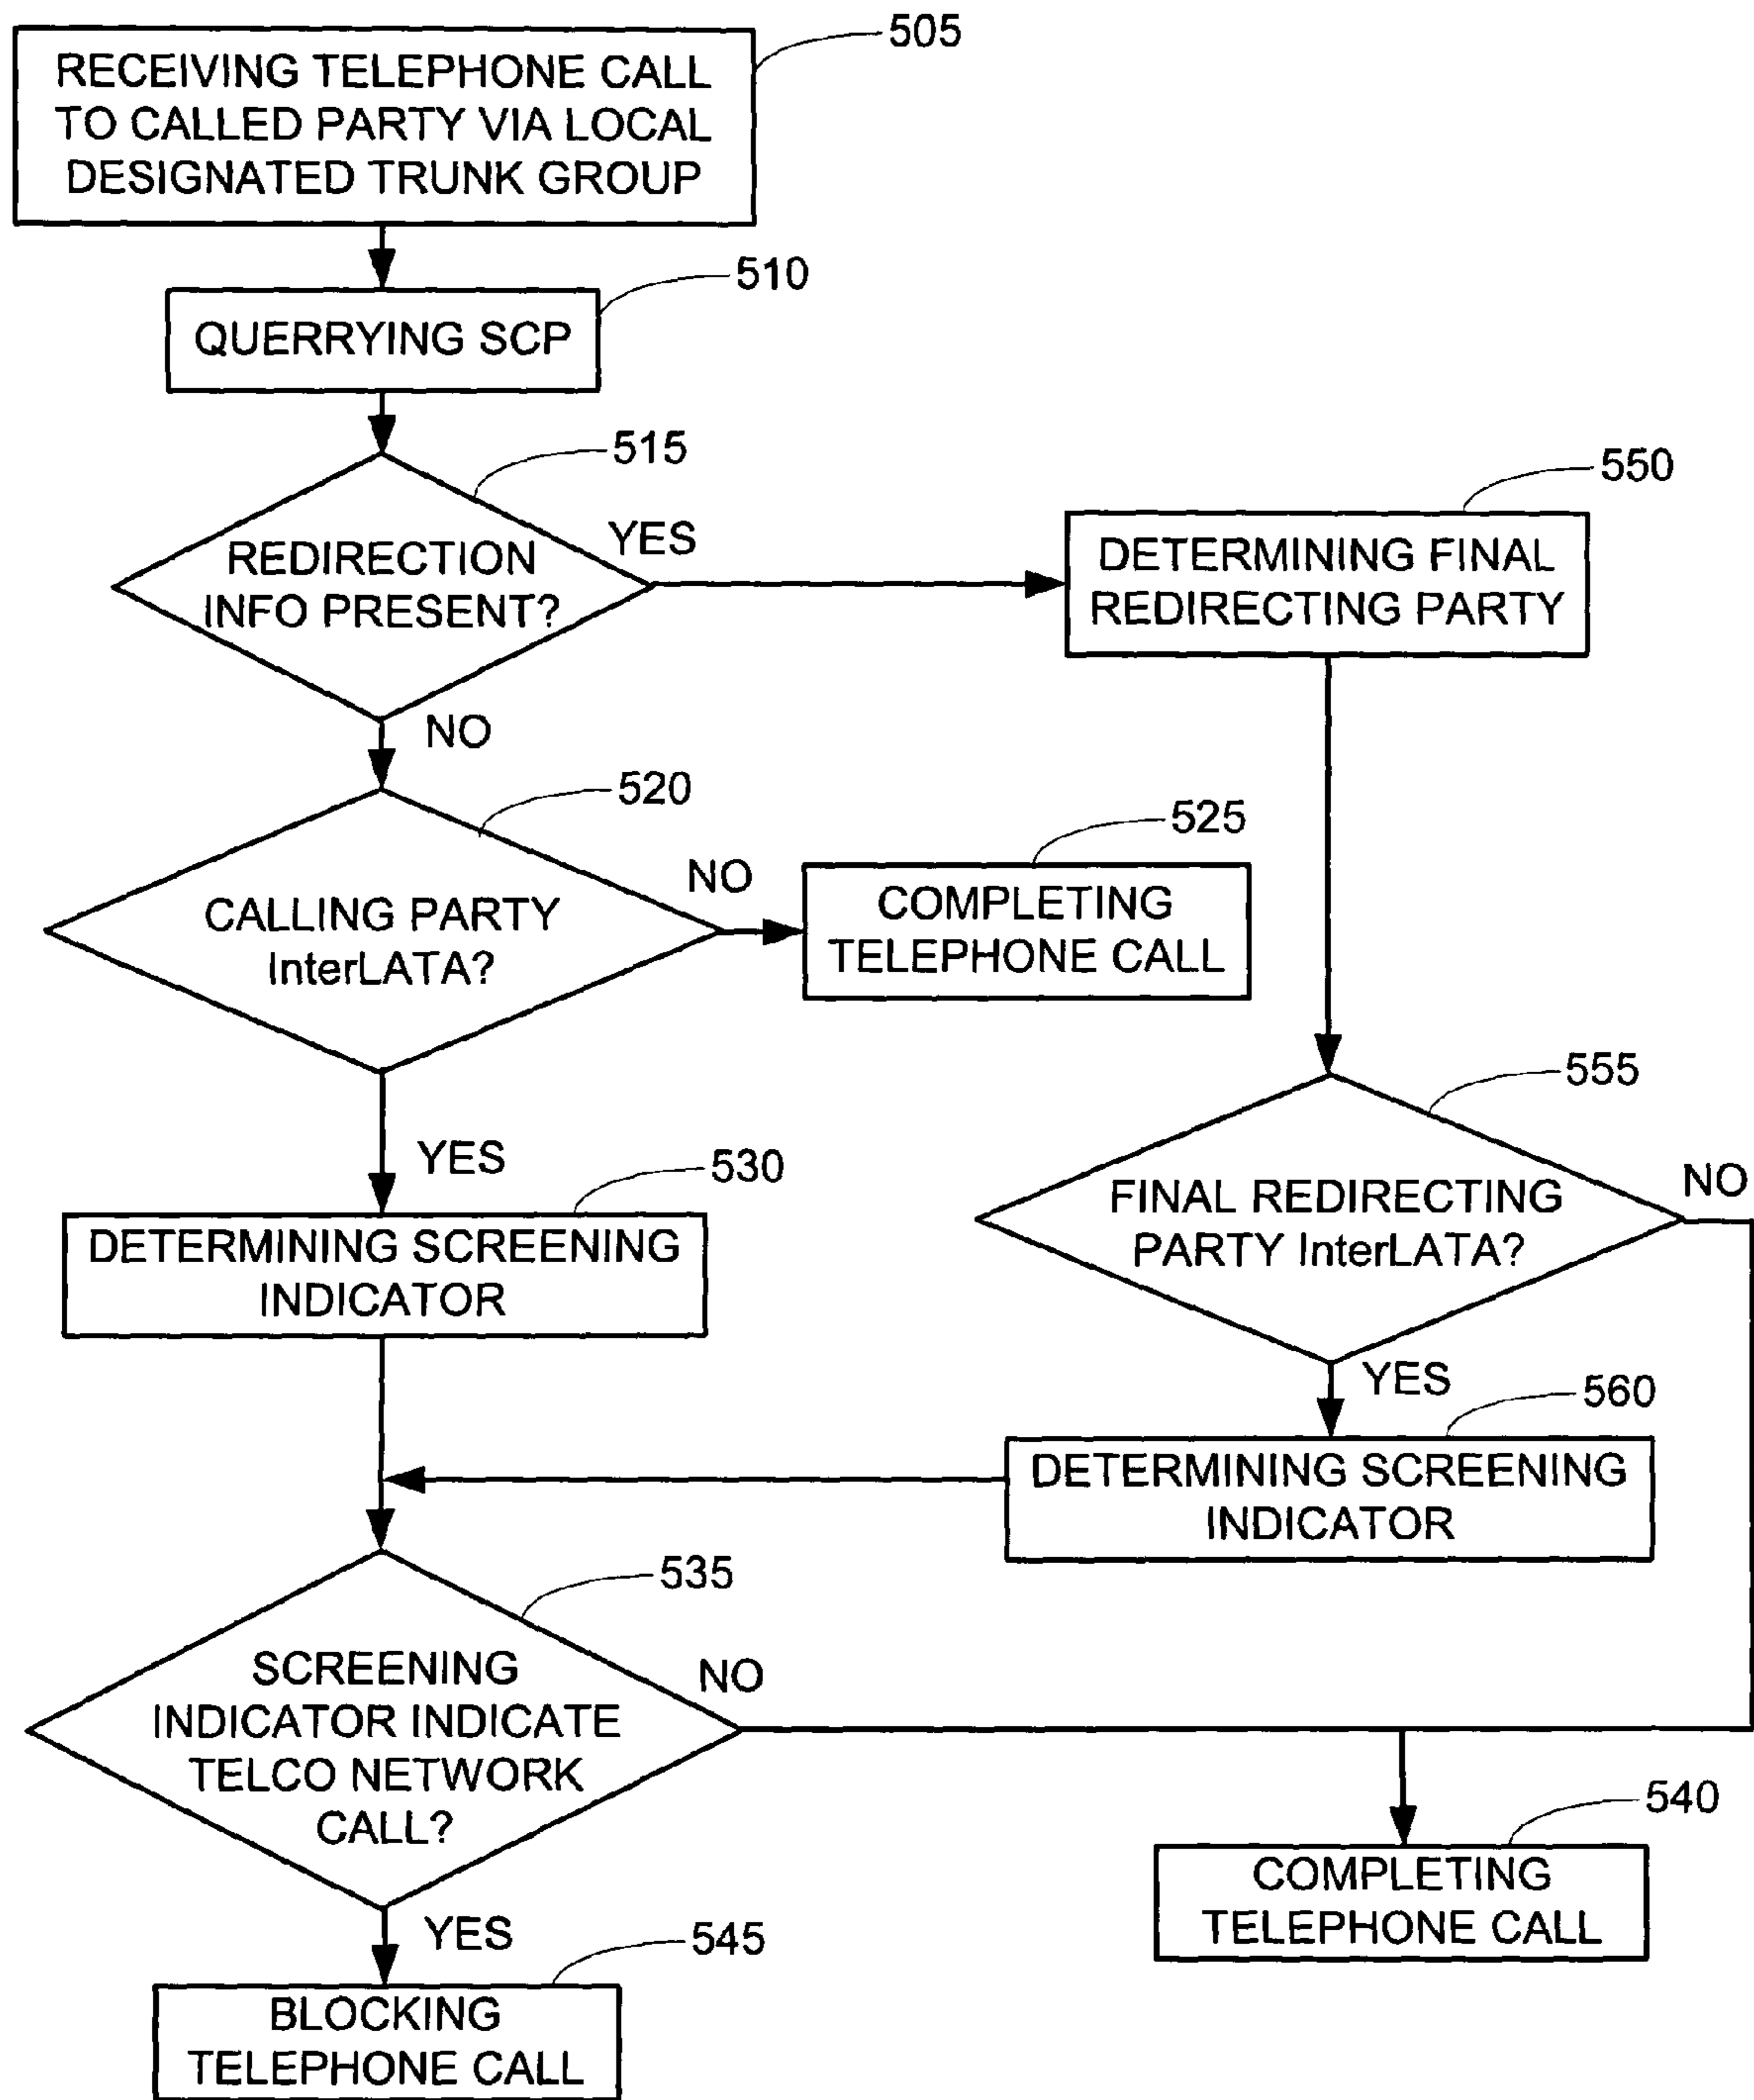 505
RECEIVING TELEPHONE CALL
TO CALLED PARTY VIA LOCAL
DESIGNATED TRUNK GROUP
510
QUERRYING SCP
515
REDIRECTION
INFO PRESENT?
YES
NO
550
DETERMINING FINAL
REDIRECTING PARTY
520
CALLING PARTY
InterLATA?
NO
YES
525
COMPLETING
TELEPHONE CALL
555
FINAL REDIRECTING
PARTY InterLATA?
NO
YES
530
DETERMINING SCREENING
INDICATOR
560
DETERMINING SCREENING
INDICATOR
535
SCREENING
INDICATOR INDICATE
TELCO NETWORK
CALL?
NO
YES
540
COMPLETING
TELEPHONE CALL
545
BLOCKING
TELEPHONE CALL